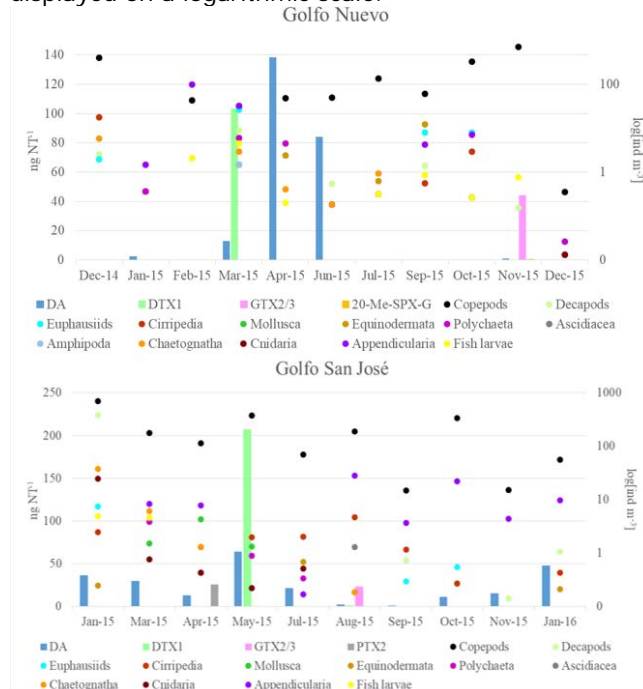 displayed on a logarithmic scale.
Golfo Nuevo
140
120
100
80
60
40
20
0
ng NT⁻¹
100
1
0
log[ind m⁻³]
Dec-14 Jan-15 Feb-15 Mar-15 Apr-15 Jun-15 Jul-15 Sep-15 Oct-15 Nov-15 Dec-15
DA DTX1 GTX2/3 20-Me-SPX-G Copepods Decapods
Euphausiids Cirripedia Mollusca Equinodermata Polychaeta Ascidiacea
Amphipoda Chaetognatha Cnidaria Appendicularia Fish larvae
Golfo San José
250
200
150
100
50
0
ng NT⁻¹
1000
100
10
1
0
log[ind m⁻³]
Jan-15 Mar-15 Apr-15 May-15 Jul-15 Aug-15 Sep-15 Oct-15 Nov-15 Jan-16
DA DTX1 GTX2/3 PTX2 Copepods Decapods
Euphausiids Cirripedia Mollusca Equinodermata Polychaeta Ascidiacea
Chaetognatha Cnidaria Appendicularia Fish larvae